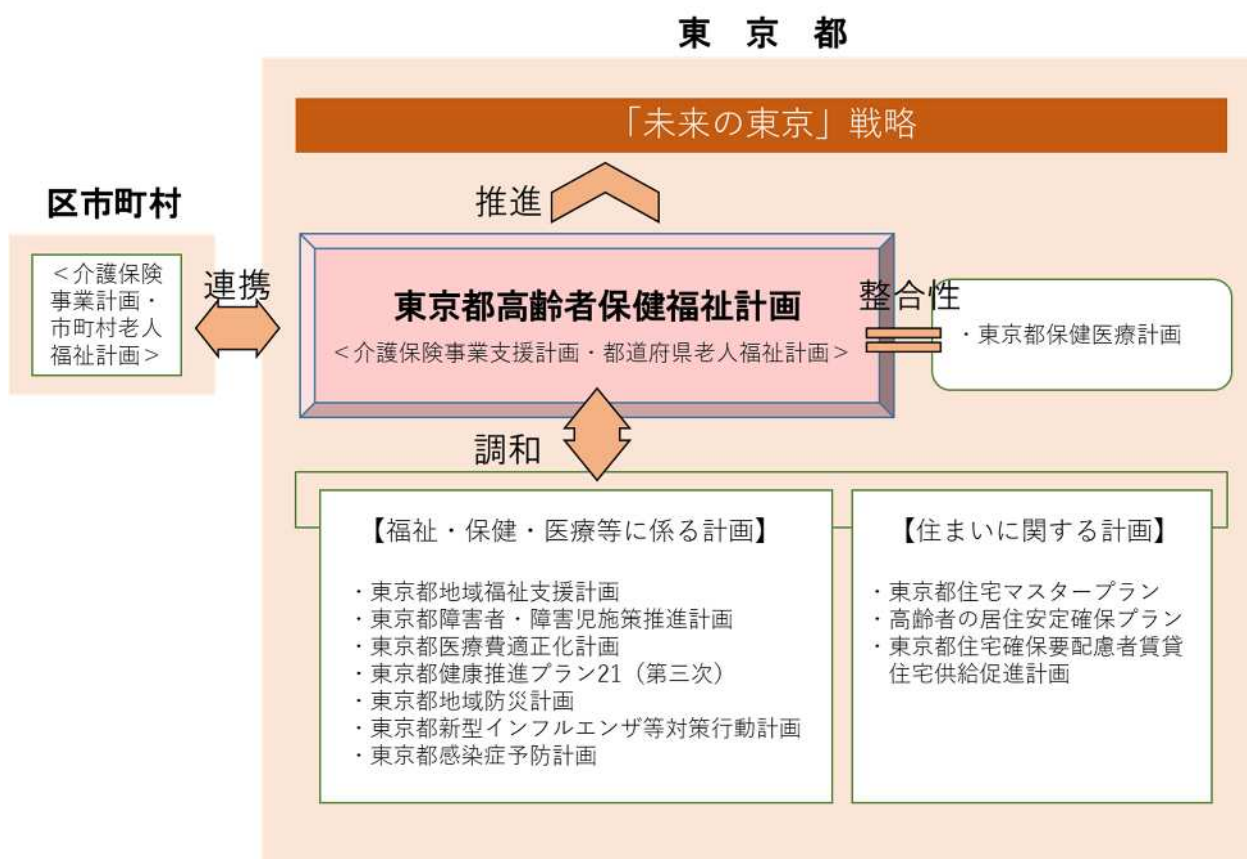 東 京 都
「未来の東京」戦略
推進
区市町村
＜介護保険
事業計画・
市町村老人
福祉計画＞
連携
東京都高齢者保健福祉計画
＜介護保険事業支援計画・都道府県老人福祉計画＞
整合性
・東京都保健医療計画
調和
【福祉・保健・医療等に係る計画】
・東京都地域福祉支援計画
・東京都障害者・障害児施策推進計画
・東京都医療費適正化計画
・東京都健康推進プラン21（第三次）
・東京都地域防災計画
・東京都新型インフルエンザ等対策行動計画
・東京都感染症予防計画
【住まいに関する計画】
・東京都住宅マスタープラン
・高齢者の居住安定確保プラン
・東京都住宅確保要配慮者賃貸
住宅供給促進計画